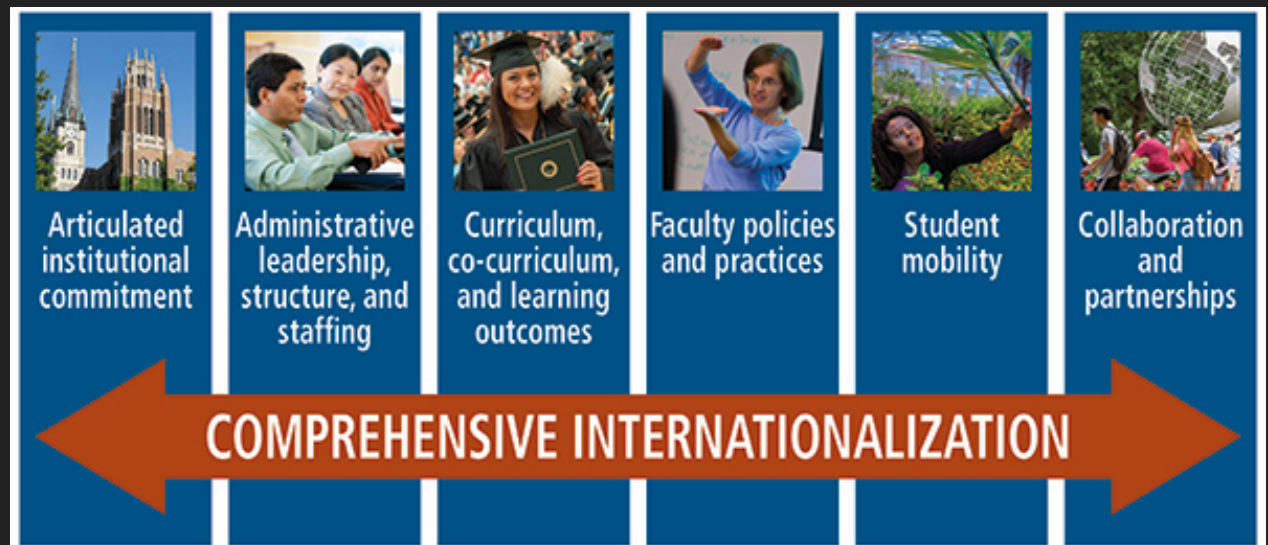 Articulated
institutional
commitment
Administrative
leadership,
structure, and
staffing
Curriculum,
co-curriculum,
and learning
outcomes
Faculty policies
and practices
Student
mobility
Collaboration
and
partnerships
COMPREHENSIVE INTERNATIONALIZATION